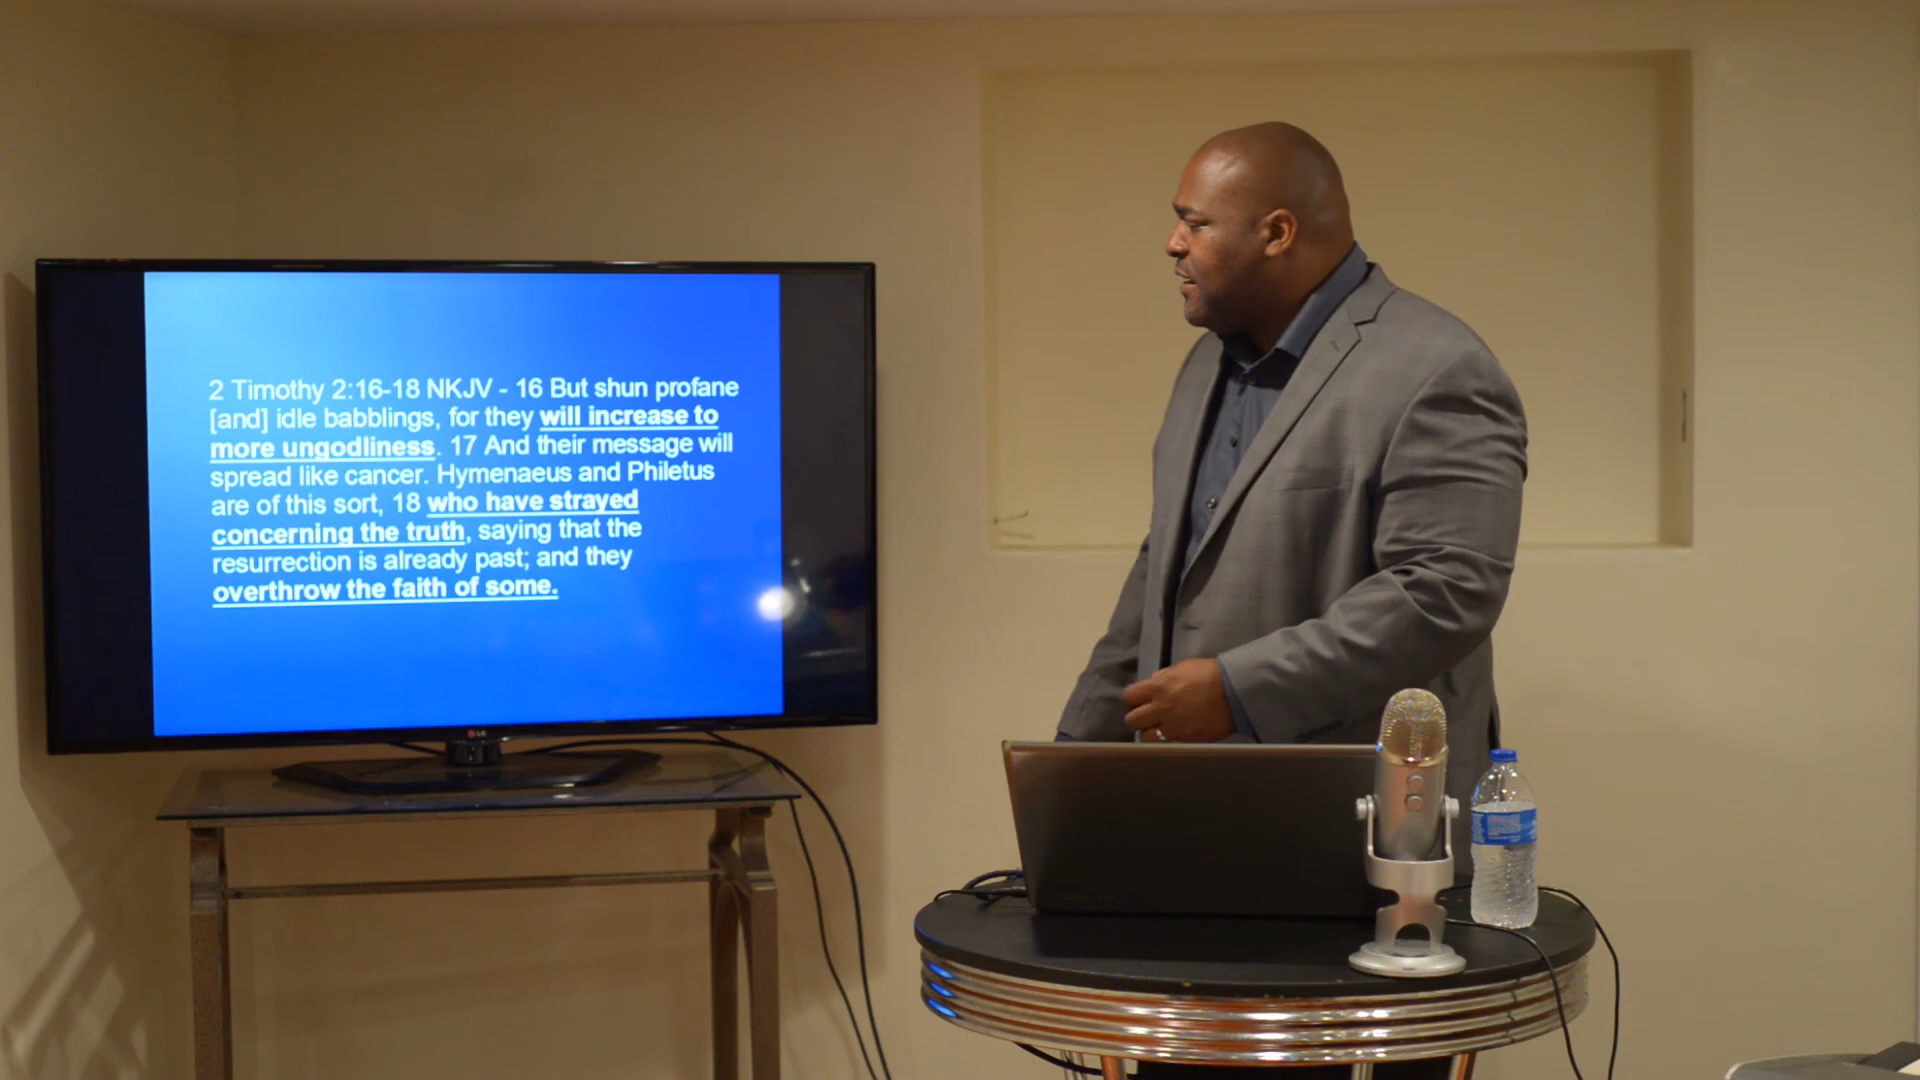 2 Timothy 2:16-18 NKJV - 16 But shun profane
[and] idle babblings, for they will increase to
more ungodliness. 17 And their message will
spread like cancer. Hymenaeus and Philetus
are of this sort, 18 who have strayed
concerning the truth, saying that the
resurrection is already past; and they
overthrow the faith of some.
LG